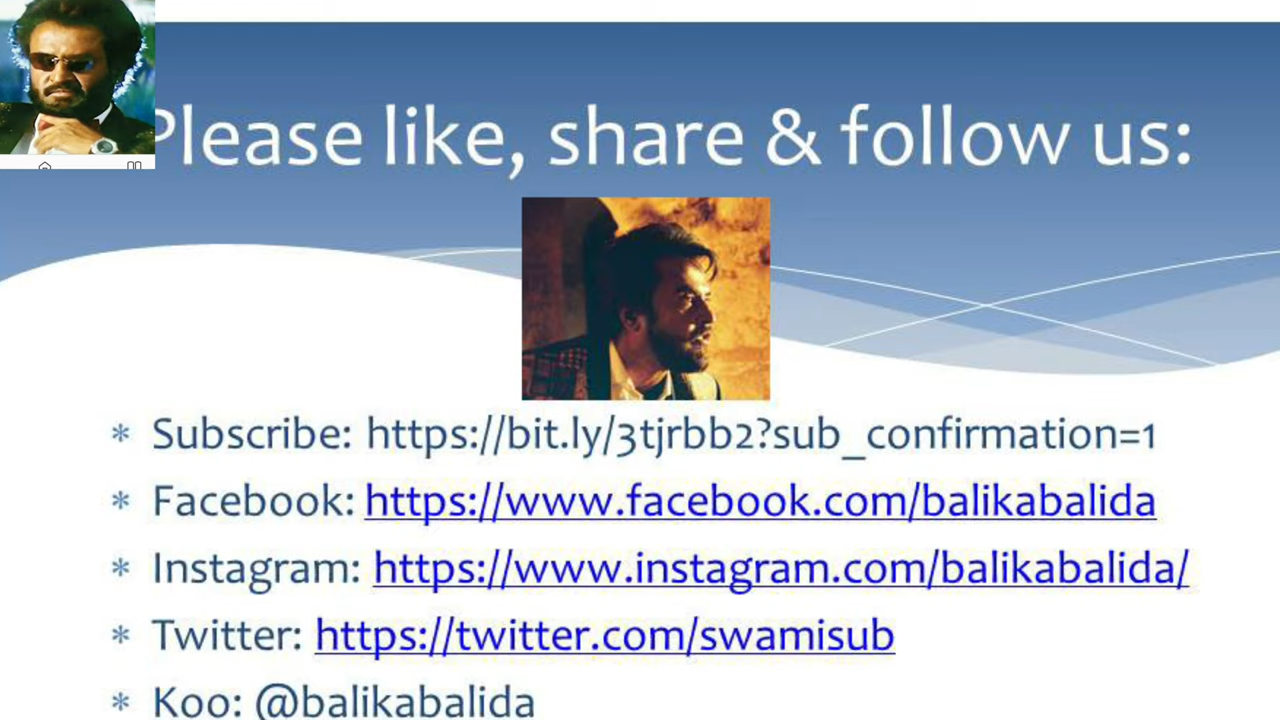 Please like, share & follow us:
* Subscribe: https://bit.ly/3tjrbb2?sub_confirmation=1
* Facebook: https://www.facebook.com/balikabalida
* Instagram: https://www.instagram.com/balikabalida/
* Twitter: https://twitter.com/swamisub
* Koo: @balikabalida